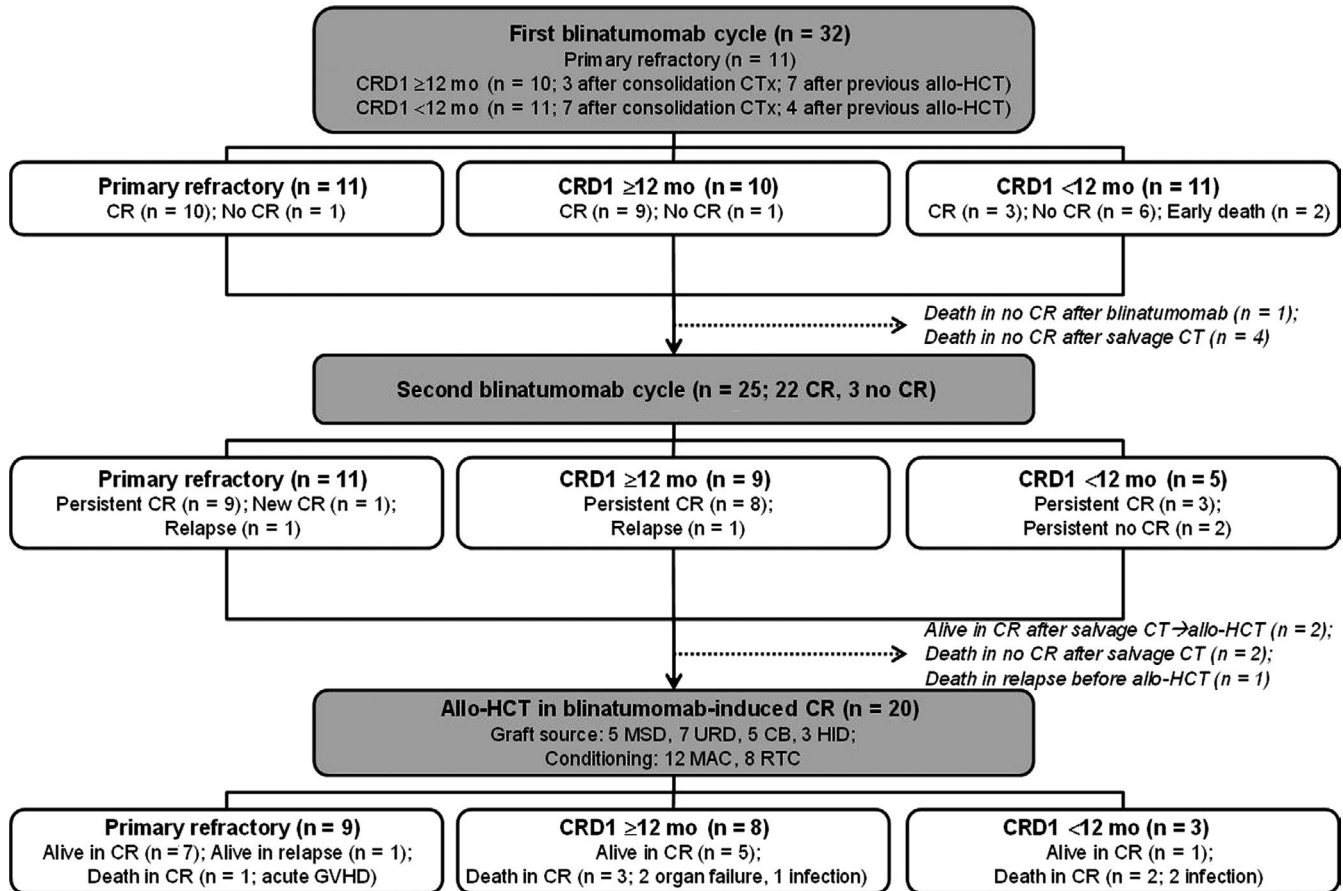 First blinatumomab cycle (n = 32)
Primary refractory (n = 11)
CRD1 ≥12 mo (n = 10; 3 after consolidation CTx; 7 after previous allo-HCT)
CRD1 <12 mo (n = 11; 7 after consolidation CTx; 4 after previous allo-HCT)
Primary refractory (n = 11)
CR (n = 10); No CR (n = 1)
CRD1 ≥12 mo (n = 10)
CR (n = 9); No CR (n = 1)
CRD1 <12 mo (n = 11)
CR (n = 3); No CR (n = 6); Early death (n = 2)
Death in no CR after blinatumomab (n = 1);
Death in no CR after salvage CT (n = 4)
Second blinatumomab cycle (n = 25; 22 CR, 3 no CR)
Primary refractory (n = 11)
Persistent CR (n = 9); New CR (n = 1);
Relapse (n = 1)
CRD1 ≥12 mo (n = 9)
Persistent CR (n = 8);
Relapse (n = 1)
CRD1 <12 mo (n = 5)
Persistent CR (n = 3);
Persistent no CR (n = 2)
Alive in CR after salvage CT→allo-HCT (n = 2);
Death in no CR after salvage CT (n = 2);
Death in relapse before allo-HCT (n = 1)
Allo-HCT in blinatumomab-induced CR (n = 20)
Graft source: 5 MSD, 7 URD, 5 CB, 3 HID;
Conditioning: 12 MAC, 8 RTC
Primary refractory (n = 9)
Alive in CR (n = 7); Alive in relapse (n = 1);
Death in CR (n = 1; acute GVHD)
CRD1 ≥12 mo (n = 8)
Alive in CR (n = 5);
Death in CR (n = 3; 2 organ failure, 1 infection)
CRD1 <12 mo (n = 3)
Alive in CR (n = 1);
Death in CR (n = 2; 2 infection)